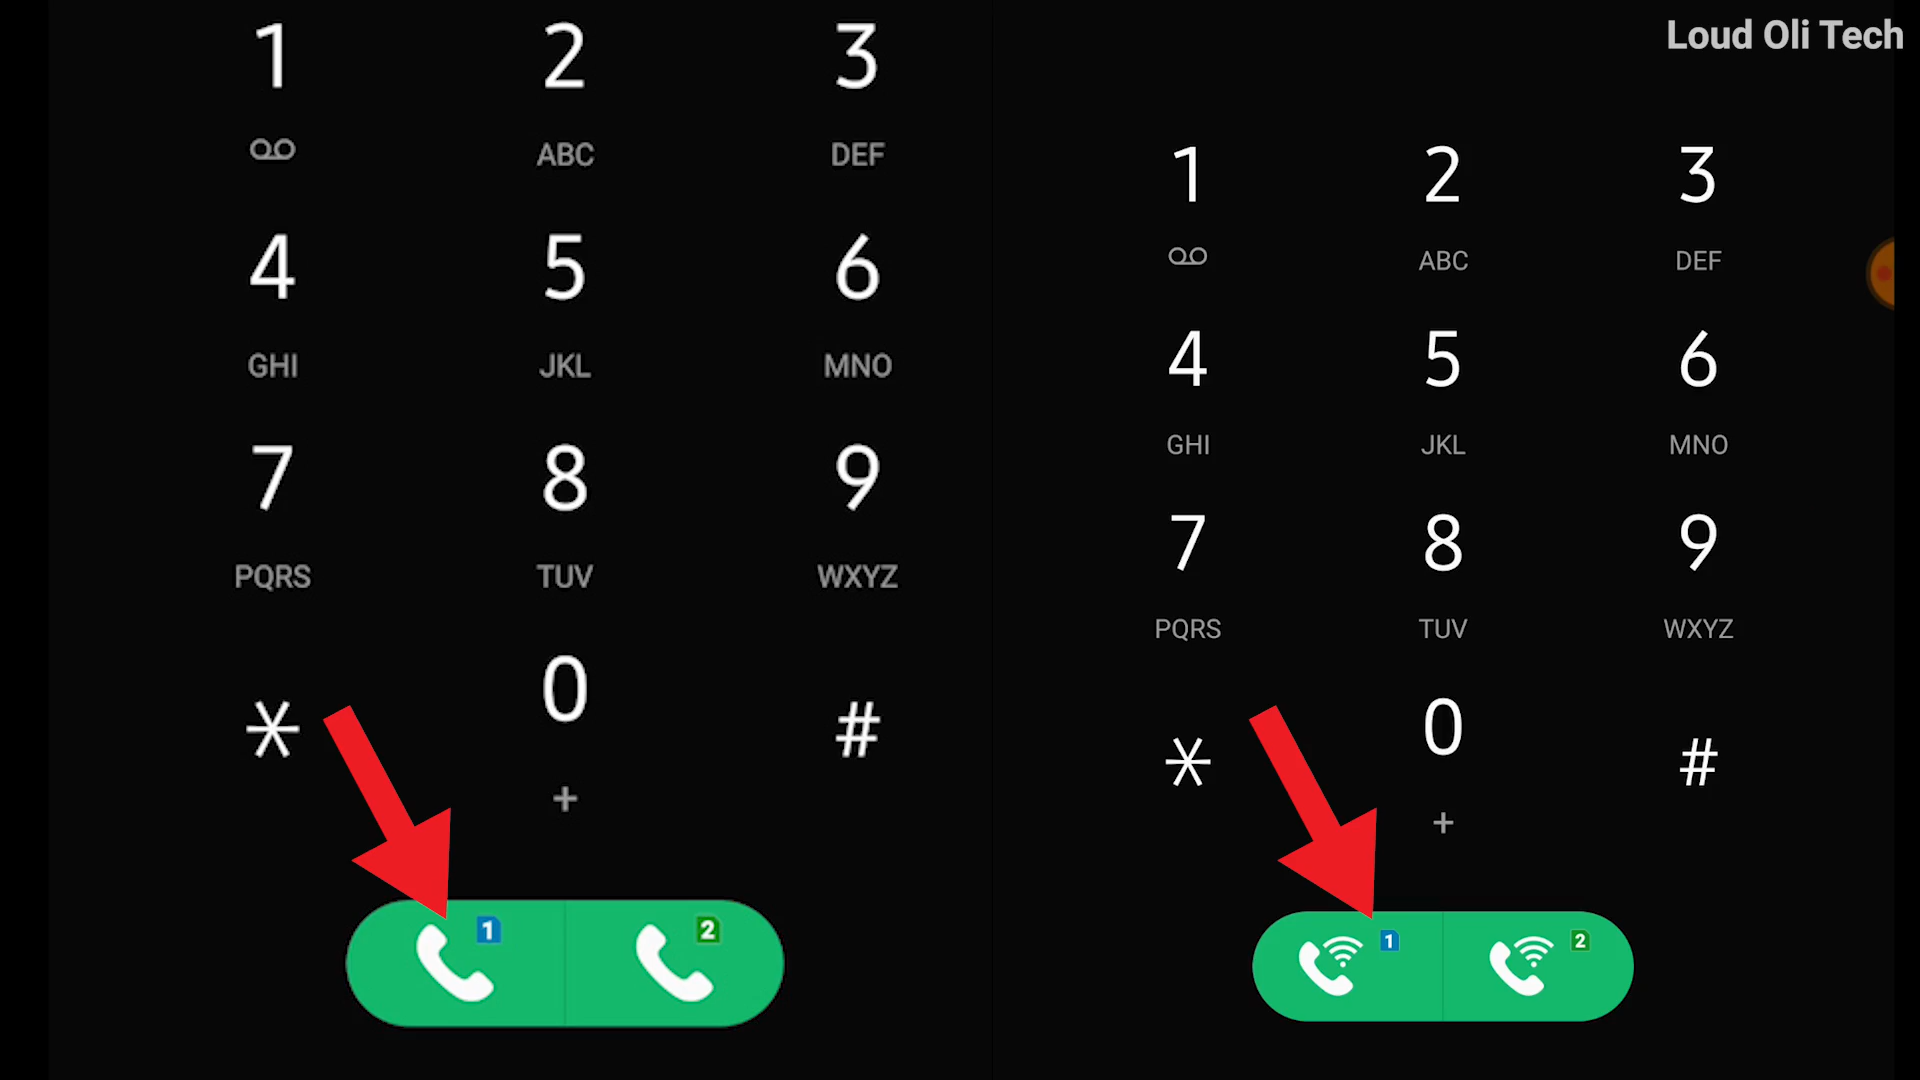 Loud Oli Tech
1 2 3
ABC DEF
4 5 6
GHI JKL MNO
7 8 9
PQRS TUV WXYZ
* 0 #
+
1 2
1 2 3
ABC DEF
4 5 6
GHI JKL MNO
7 8 9
PQRS TUV WXYZ
* 0 #
+
1 2